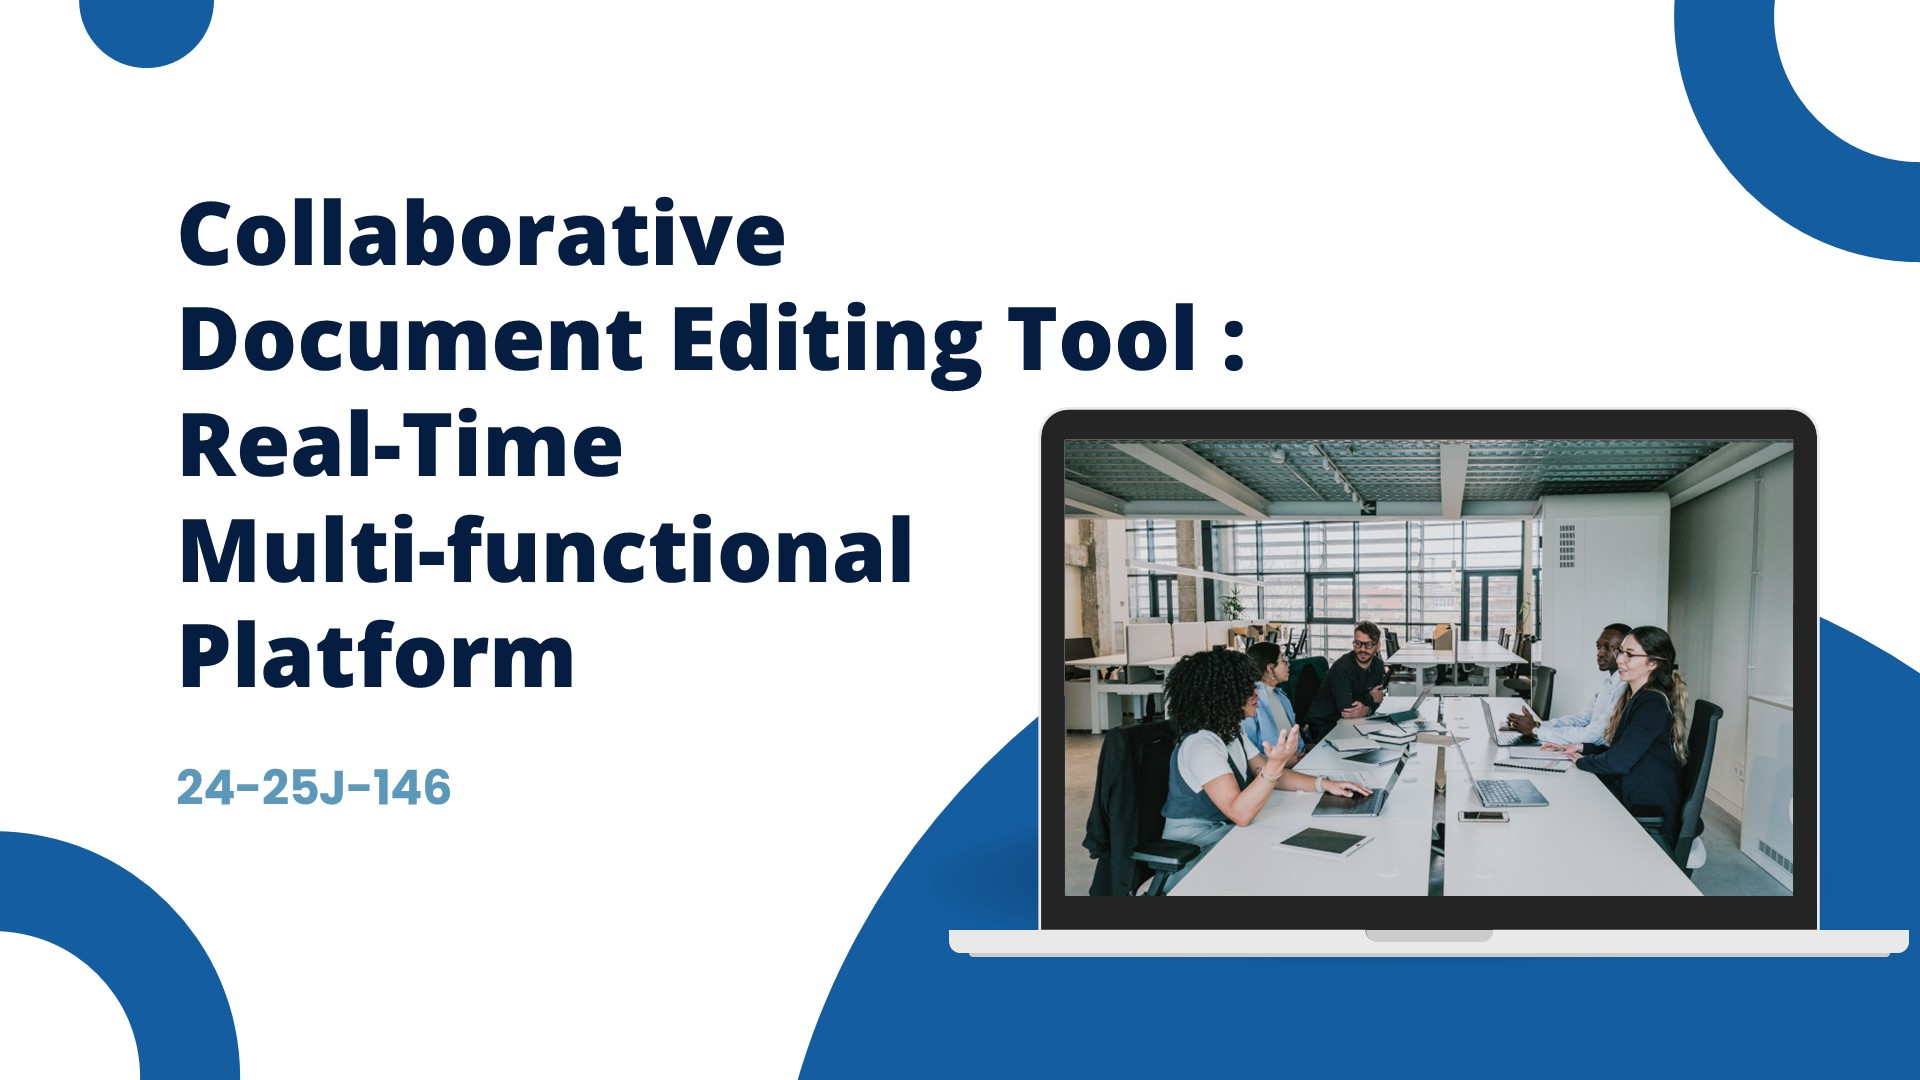 Collaborative
Document Editing Tool :
Real-Time
Multi-functional
Platform
24-25J-146